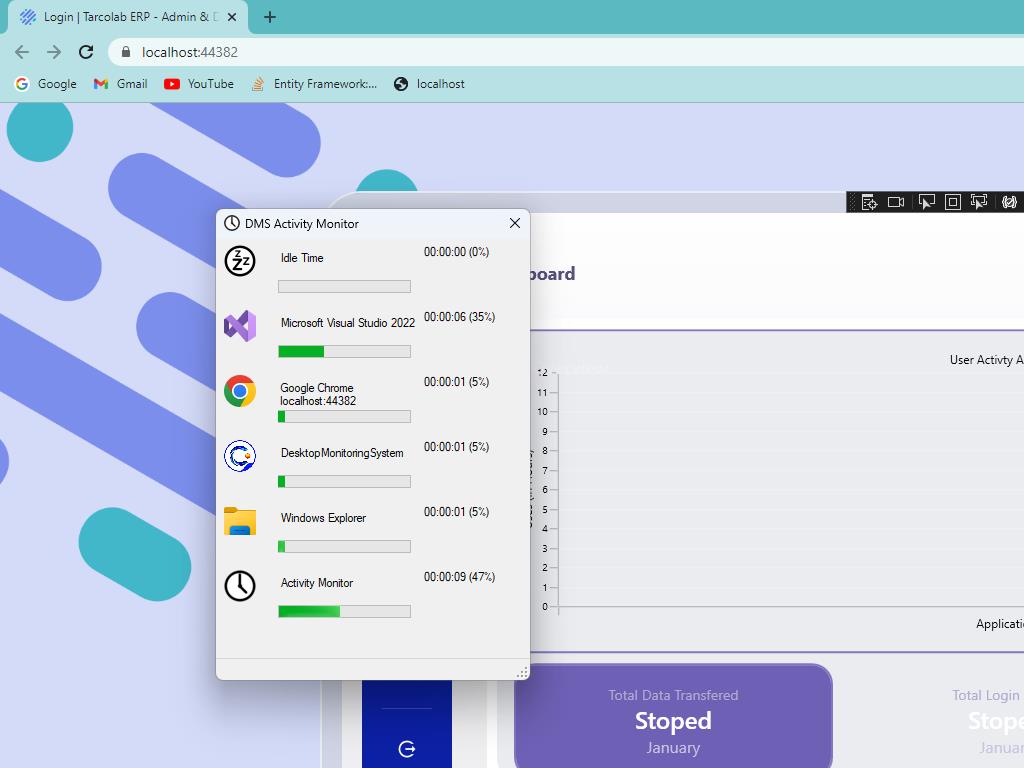 Login | Tarcolab ERP - Admin & D
localhost:44382
Google
Gmail
YouTube
Entity Framework:...
localhost
DMS Activity Monitor
Idle Time
00:00:00 (0%)
Microsoft Visual Studio 2022
00:00:06 (35%)
Google Chrome
localhost:44382
00:00:01 (5%)
DesktopMonitoringSystem
00:00:01 (5%)
Windows Explorer
00:00:01 (5%)
Activity Monitor
00:00:09 (47%)
board
User Activty A
12
11
10
9
8
7
6
5
4
3
2
1
0
Applicatio
Total Data Transfered
Stoped
January
Total Login
Stope
Januar